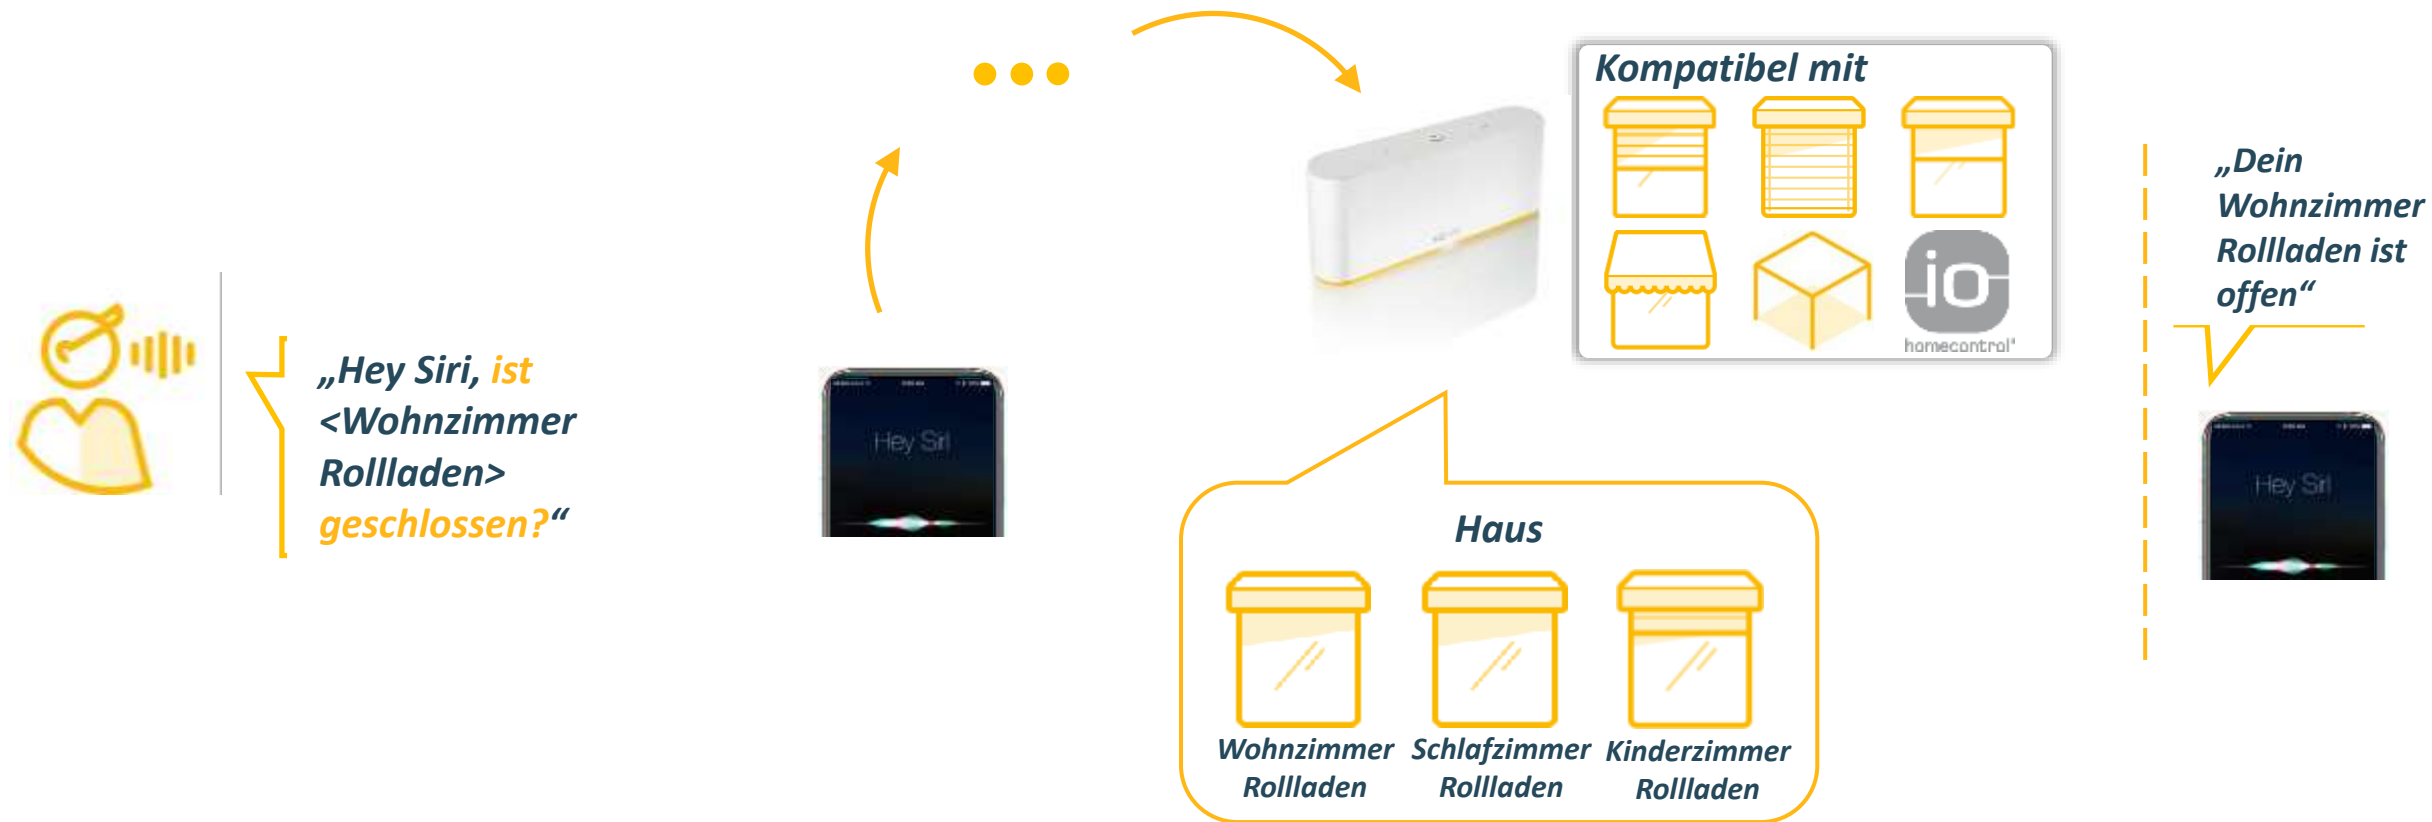 „Hey Siri, ist
<Wohnzimmer
Rollladen>
geschlossen?“
Hey Siri
Kompatibel mit
io
homecontrol®
Haus
Wohnzimmer
Rollladen
Schlafzimmer
Rollladen
Kinderzimmer
Rollladen
„Dein
Wohnzimmer
Rollladen ist
offen“
Hey Siri